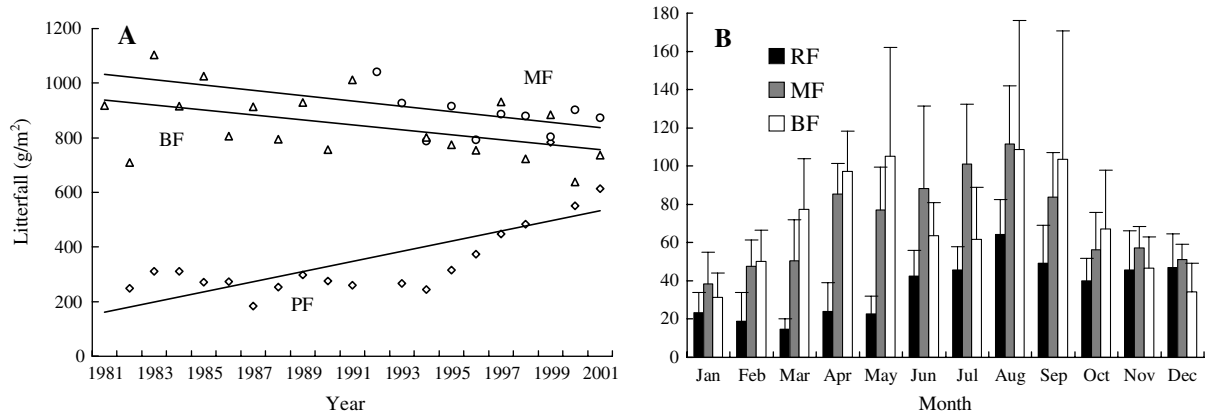 A
1200
1000
800
600
400
200
0
Litterfall (g/m²)
MF
BF
PF
1981 1983 1985 1987 1989 1991 1993 1995 1997 1999 2001
Year
B
180
160
140
120
100
80
60
40
20
0
RF
MF
BF
Jan Feb Mar Apr May Jun Jul Aug Sep Oct Nov Dec
Month